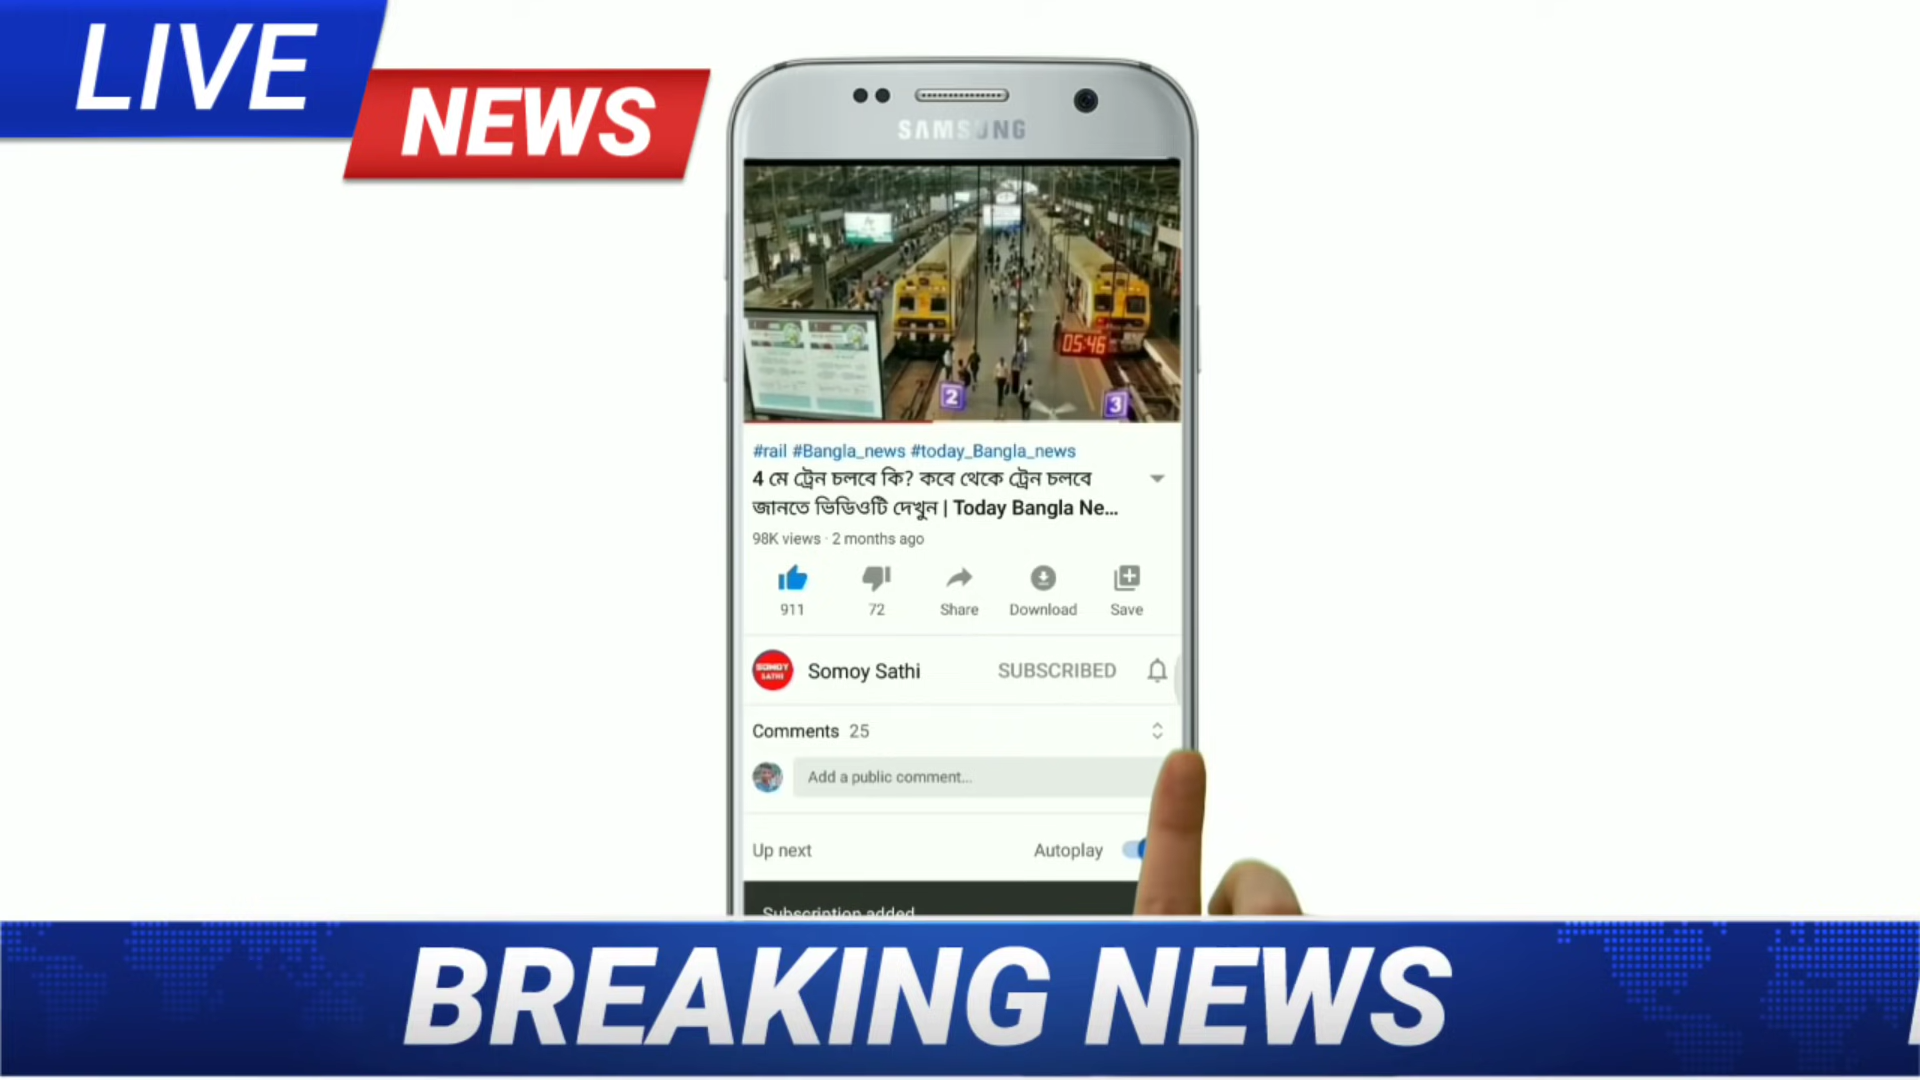 LIVE
NEWS
SAMSUNG
05:46
2
3
#rail #Bangla_news #today_Bangla_news
4 মে ট্রেন চলবে কি? কবে থেকে ট্রেন চলবে
জানতে ভিডিওটি দেখুন | Today Bangla Ne...
98K views · 2 months ago
911
72
Share
Download
Save
SOMOY
SATHI
Somoy Sathi
SUBSCRIBED
Comments 25
Add a public comment...
Up next
Autoplay
Subscription added
BREAKING NEWS